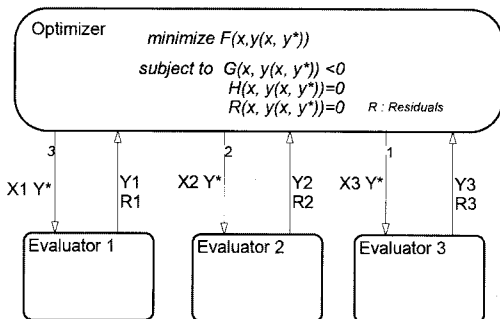 Optimizer
minimize F(x,y(x, y*))
subject to G(x, y(x, y*)) <0
H(x, y(x, y*))=0
R(x, y(x, y*))=0 R : Residuals
3 2 1
X1 Y* Y1 X2 Y* Y2 X3 Y* Y3
R1 R2 R3
Evaluator 1 Evaluator 2 Evaluator 3